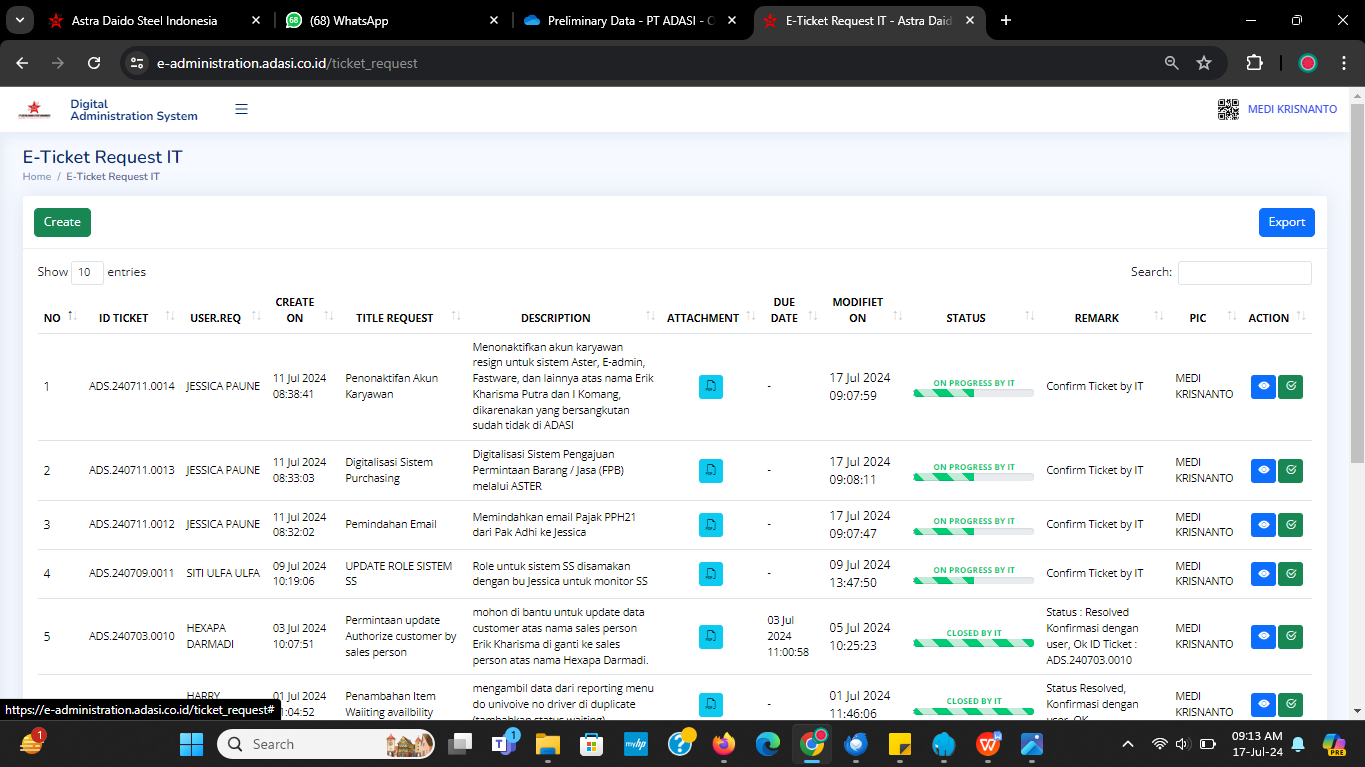 Astra Daido Steel Indonesia
(68) WhatsApp
Preliminary Data - PT ADASI - O
E-Ticket Request IT - Astra Daid
e-administration.adasi.co.id/ticket_request
Digital
Administration System
MEDI KRISNANTO
E-Ticket Request IT
Home / E-Ticket Request IT
Create
Export
Show 10 entries
Search:
NO
ID TICKET
USER.REQ
CREATE
ON
TITLE REQUEST
DESCRIPTION
ATTACHMENT
DUE
DATE
MODIFIET
ON
STATUS
REMARK
PIC
ACTION
1
ADS.240711.0014
JESSICA PAUNE
11 Jul 2024
08:38:41
Penonaktifan Akun
Karyawan
Menonaktifkan akun karyawan
resign untuk sistem Aster, E-admin,
Fastware, dan lainnya atas nama Erik
Kharisma Putra dan I Komang,
dikarenakan yang bersangkutan
sudah tidak di ADASI
-
17 Jul 2024
09:07:59
ON PROGRESS BY IT
Confirm Ticket by IT
MEDI
KRISNANTO
2
ADS.240711.0013
JESSICA PAUNE
11 Jul 2024
08:33:03
Digitalisasi Sistem
Purchasing
Digitalisasi Sistem Pengajuan
Permintaan Barang / Jasa (FPB)
melalui ASTER
-
17 Jul 2024
09:08:11
ON PROGRESS BY IT
Confirm Ticket by IT
MEDI
KRISNANTO
3
ADS.240711.0012
JESSICA PAUNE
11 Jul 2024
08:32:02
Pemindahan Email
Memindahkan email Pajak PPH21
dari Pak Adhi ke Jessica
-
17 Jul 2024
09:07:47
ON PROGRESS BY IT
Confirm Ticket by IT
MEDI
KRISNANTO
4
ADS.240709.0011
SITI ULFA ULFA
09 Jul 2024
10:19:06
UPDATE ROLE SISTEM
SS
Role untuk sistem SS disamakan
dengan bu Jessica untuk monitor SS
-
09 Jul 2024
13:47:50
ON PROGRESS BY IT
Confirm Ticket by IT
MEDI
KRISNANTO
5
ADS.240703.0010
HEXAPA
DARMADI
03 Jul 2024
10:07:51
Permintaan update
Authorize customer by
sales person
mohon di bantu untuk update data
customer atas nama sales person
Erik Kharisma di ganti ke sales
person atas nama Hexapa Darmadi.
03 Jul
2024
11:00:58
05 Jul 2024
10:25:23
CLOSED BY IT
Status : Resolved
Konfirmasi dengan
user, Ok ID Ticket :
ADS.240703.0010
MEDI
KRISNANTO
HARRY
01 Jul 2024
11:04:52
Penambahan Item
Waiiting availbility
mengambil data dari reporting menu
do univoive no driver di duplicate
(tambahkan status waiting)
-
01 Jul 2024
11:46:06
CLOSED BY IT
Status Resolved,
Konfirmasi dengan
user, OK
MEDI
KRISNANTO
https://e-administration.adasi.co.id/ticket_request#
1
Search
1
myhp
09:13 AM
17-Jul-24
PRE